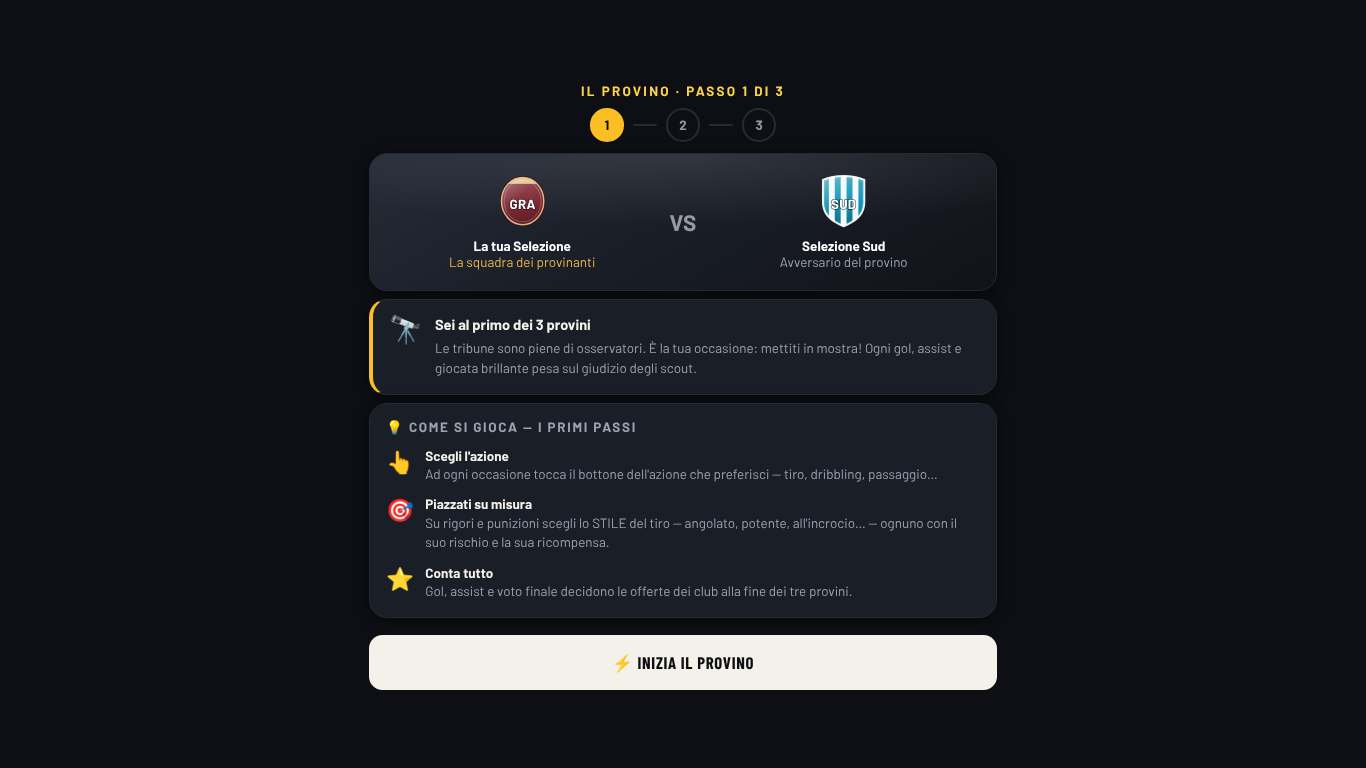 IL PROVINO · PASSO 1 DI 3
1
2
3
GRA
SUD
VS
La tua Selezione
La squadra dei provinanti
Selezione Sud
Avversario del provino
Sei al primo dei 3 provini
Le tribune sono piene di osservatori. È la tua occasione: mettiti in mostra! Ogni gol, assist e
giocata brillante pesa sul giudizio degli scout.
COME SI GIOCA — I PRIMI PASSI
Scegli l'azione
Ad ogni occasione tocca il bottone dell'azione che preferisci — tiro, dribbling, passaggio...
Piazzati su misura
Su rigori e punizioni scegli lo STILE del tiro — angolato, potente, all'incrocio... — ognuno con il
suo rischio e la sua ricompensa.
Conta tutto
Gol, assist e voto finale decidono le offerte dei club alla fine dei tre provini.
⚡ INIZIA IL PROVINO